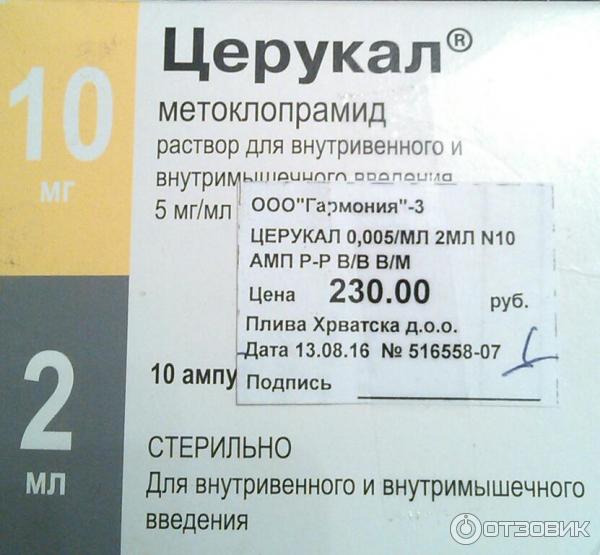 10
мг
Церукал®
метоклопрамид
раствор для внутривенного и
внутримышечного введения
5 мг/мл
ООО"Гармония"-3
ЦЕРУКАЛ 0,005/МЛ 2МЛ N10
АМП Р-Р В/В В/М
Цена 230.00 руб.
Плива Хрватска д.о.о.
Дата 13.08.16 № 516558-07
Подпись
10 ампу
2
мл
СТЕРИЛЬНО
Для внутривенного и внутримышечного
введения
ОТЗОВИК